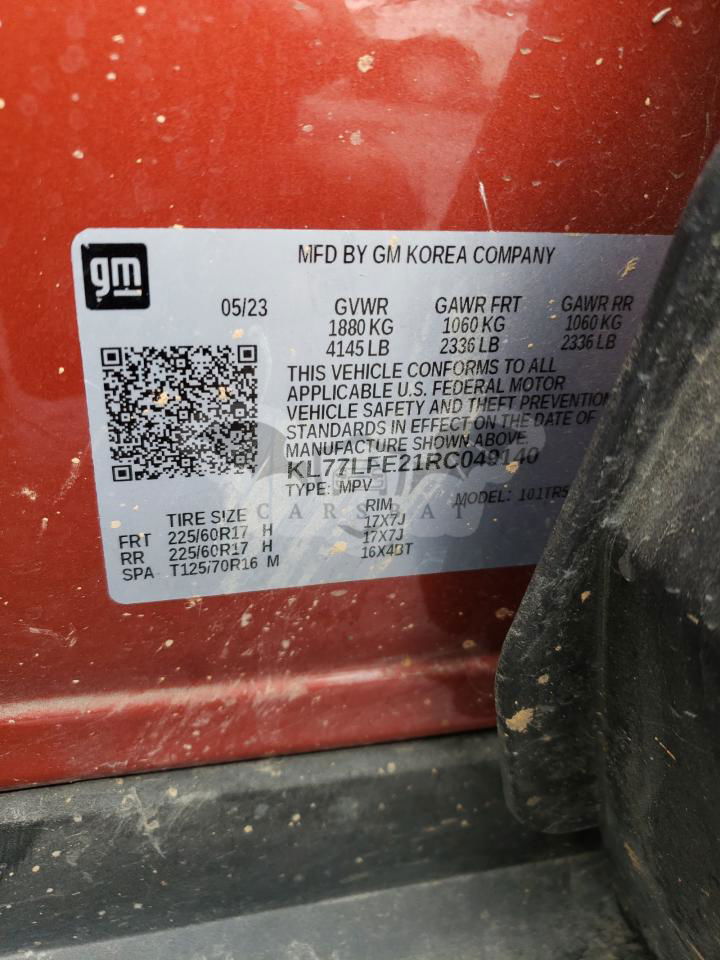 gm
MFD BY GM KOREA COMPANY
05/23 GVWR GAWR FRT GAWR RR
1880 KG 1060 KG 1060 KG
4145 LB 2336 LB 2336 LB
THIS VEHICLE CONFORMS TO ALL
APPLICABLE U.S. FEDERAL MOTOR
VEHICLE SAFETY AND THEFT PREVENTION
STANDARDS IN EFFECT ON THE DATE OF
MANUFACTURE SHOWN ABOVE.
KL77LFE21RC049140
TYPE: MPV MODEL: 101TR5
CARSBAT
TIRE SIZE RIM
FRT 225/60R17 H 17X7J
RR 225/60R17 H 17X7J
SPA T125/70R16 M 16X4BT